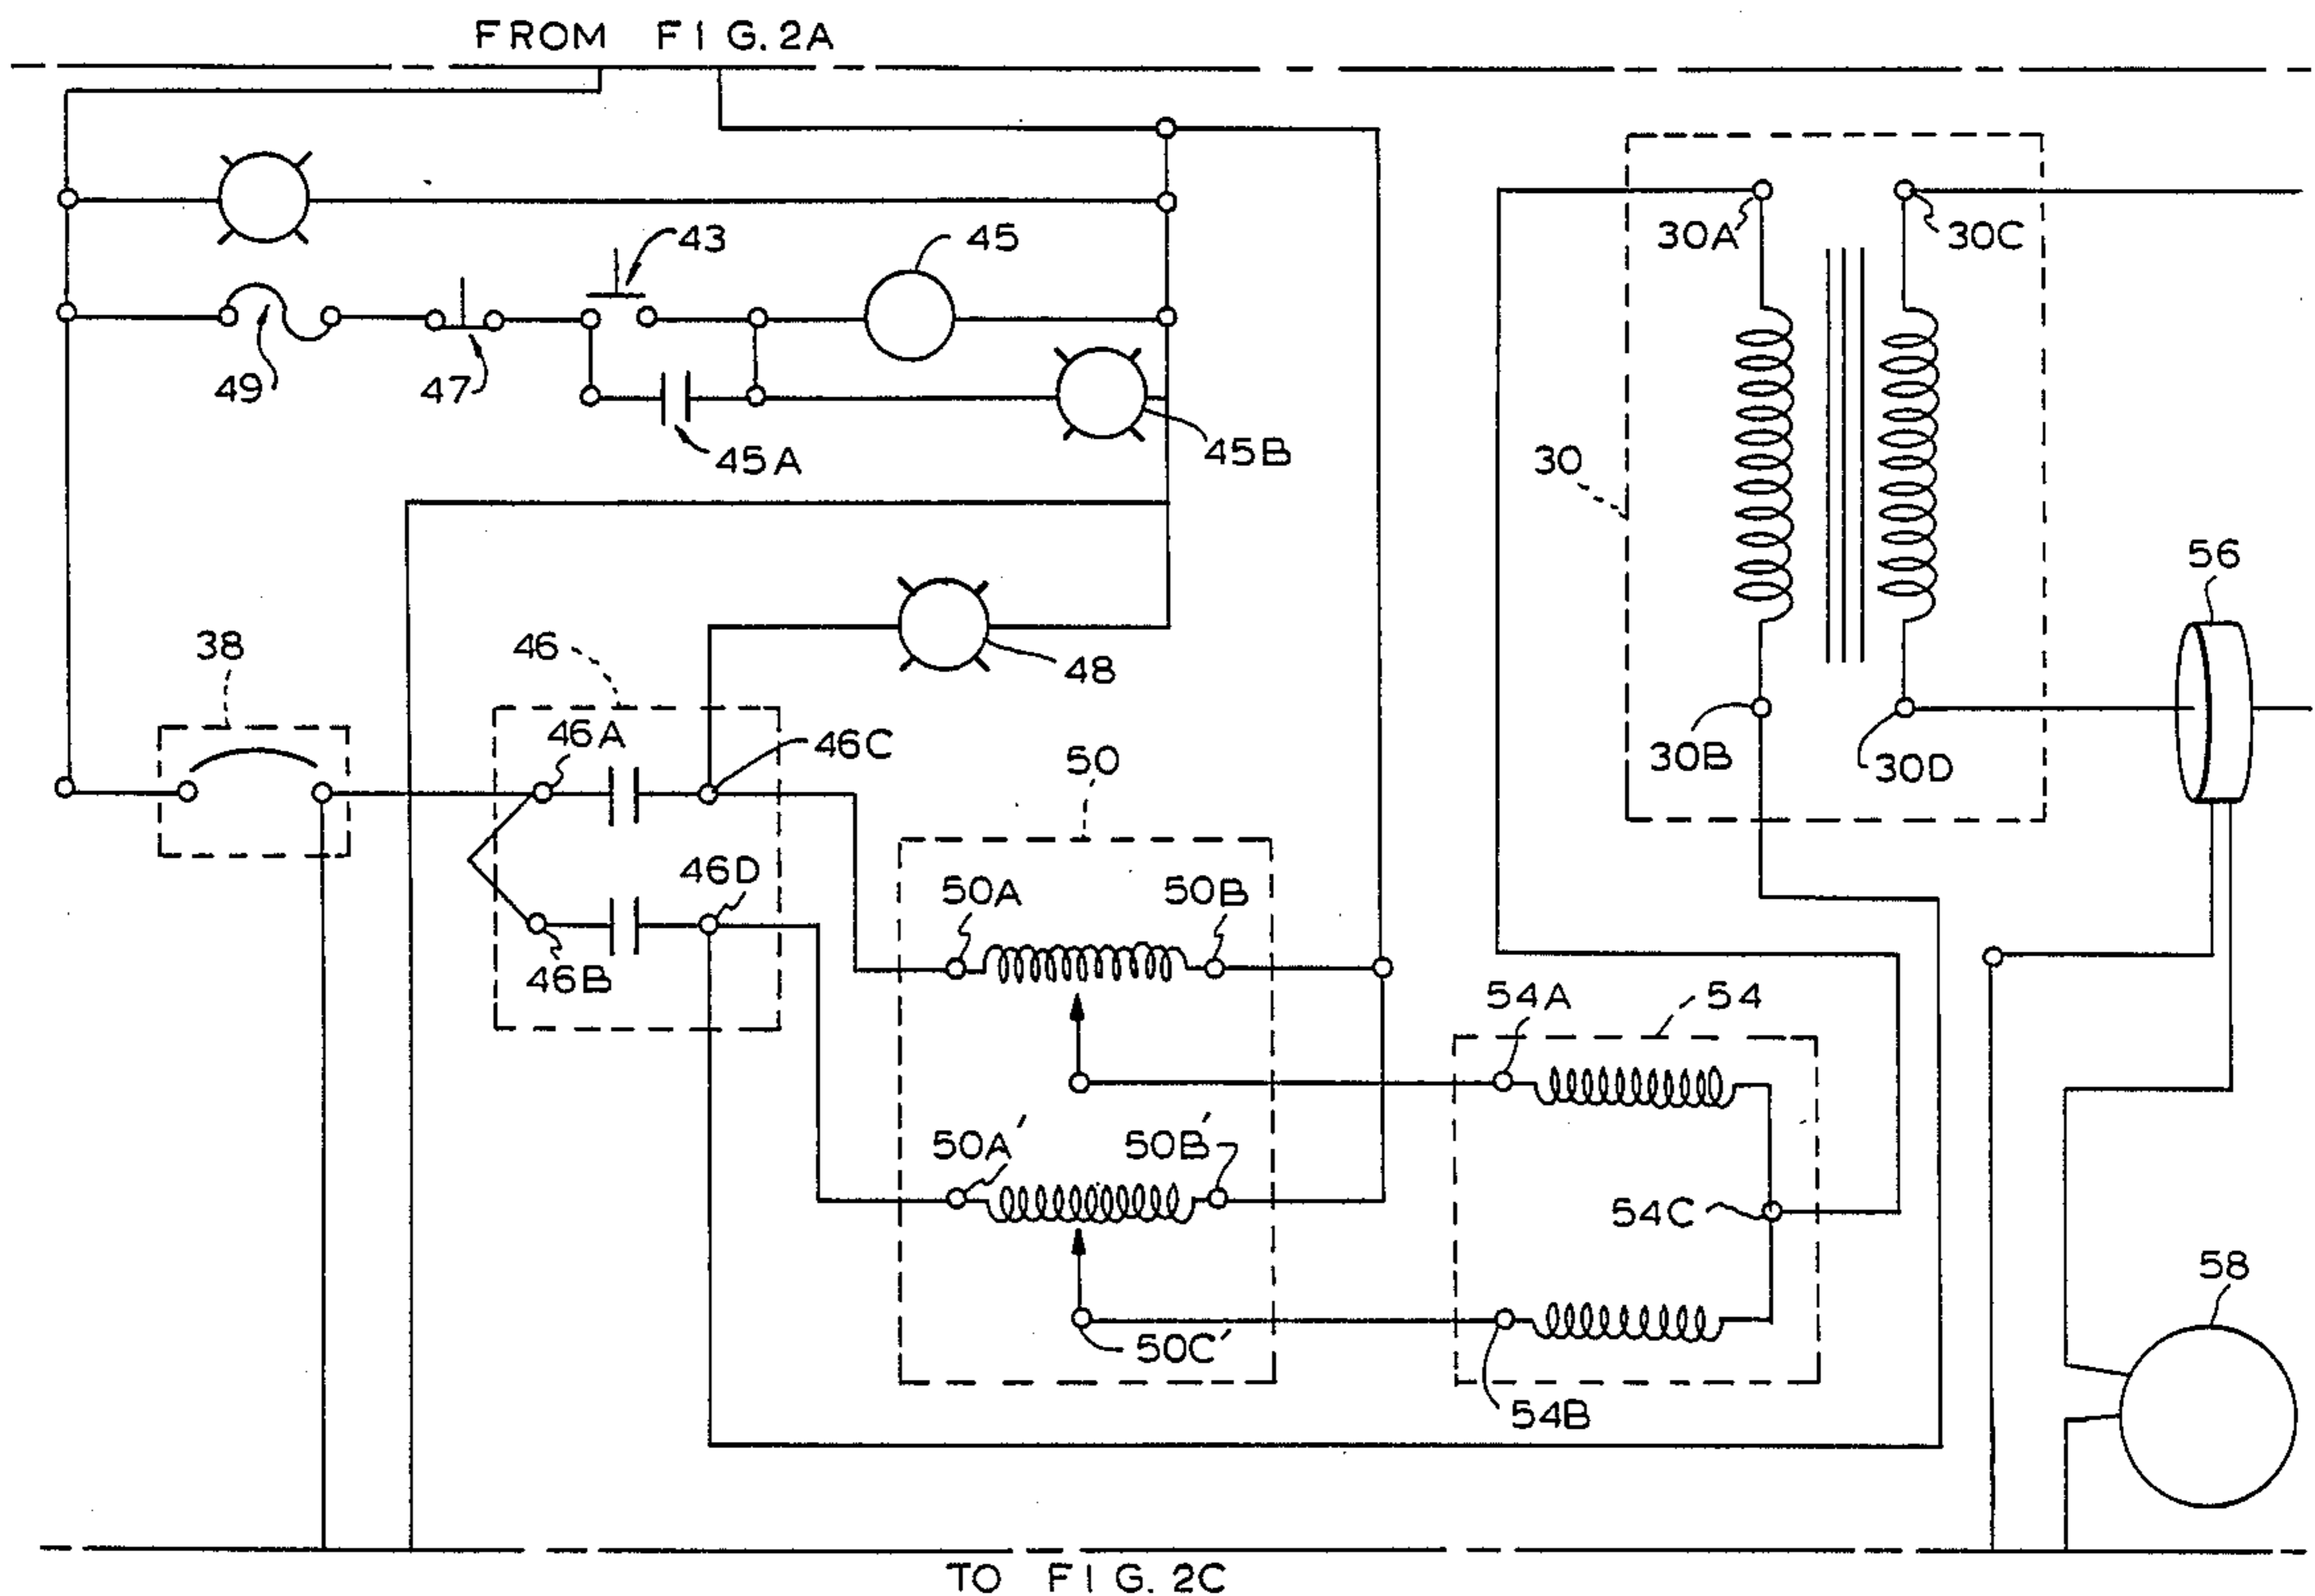 FROM FIG. 2A
43
45
30A
30C
49
47
45A
45B
30
56
38
46
48
46A
46C
50
30B
30D
46D
50A
50B
46B
54A
54
50A'
50B'
54C
58
50C'
54B
TO FIG. 2C